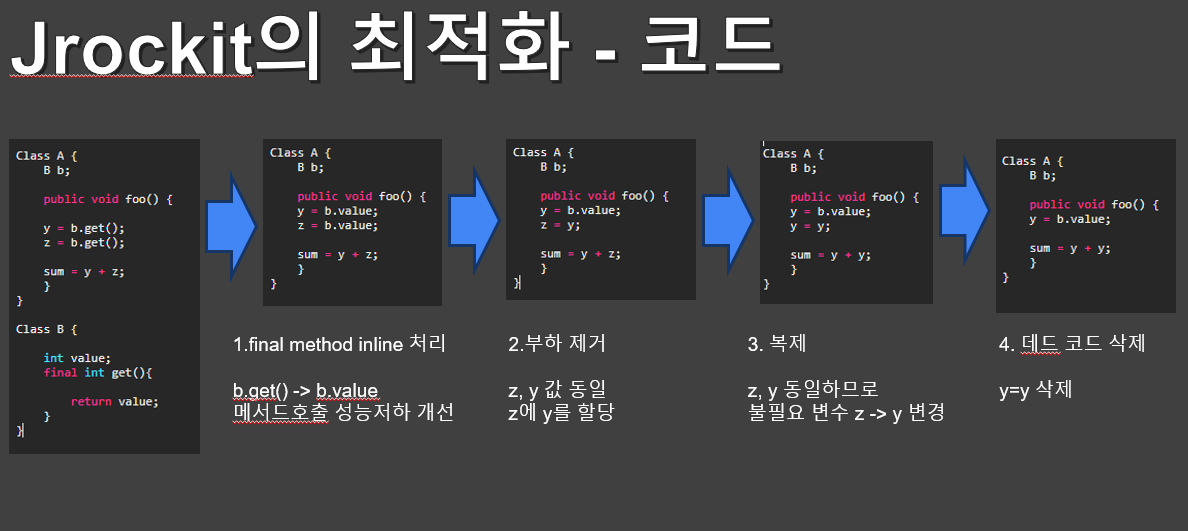 Jrockit의 최적화 - 코드
Class A {
B b;
public void foo() {
y = b.get();
z = b.get();
sum = y + z;
}
}
Class B {
int value;
final int get(){
return value;
}
}
Class A {
B b;
public void foo() {
y = b.value;
z = b.value;
sum = y + z;
}
}
1.final method inline 처리
b.get() -> b.value
메서드호출 성능저하 개선
Class A {
B b;
public void foo() {
y = b.value;
z = y;
sum = y + z;
}
}
2.부하 제거
z, y 값 동일
z에 y를 할당
Class A {
B b;
public void foo() {
y = b.value;
y = y;
sum = y + y;
}
}
3. 복제
z, y 동일하므로
불필요 변수 z -> y 변경
Class A {
B b;
public void foo() {
y = b.value;
sum = y + y;
}
}
4. 데드 코드 삭제
y=y 삭제